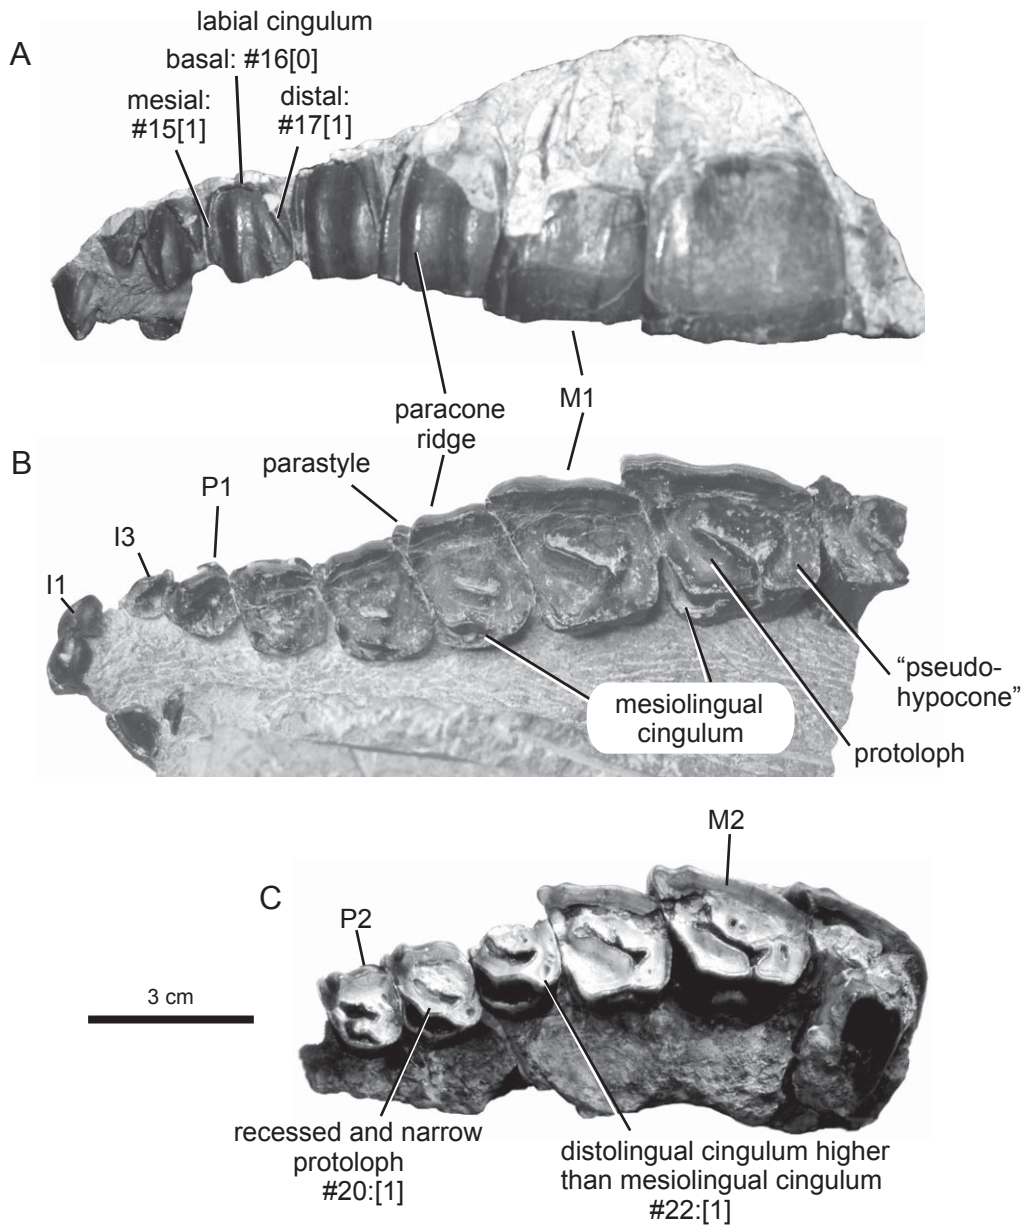 A
labial cingulum
basal: #16[0]
mesial:
#15[1]
distal:
#17[1]
M1
paracone
ridge
B
parastyle
P1
I3
I1
“pseudo-
hypocone”
mesiolingual
cingulum
protoloph
M2
C
P2
3 cm
recessed and narrow
protoloph
#20:[1]
distolingual cingulum higher
than mesiolingual cingulum
#22:[1]